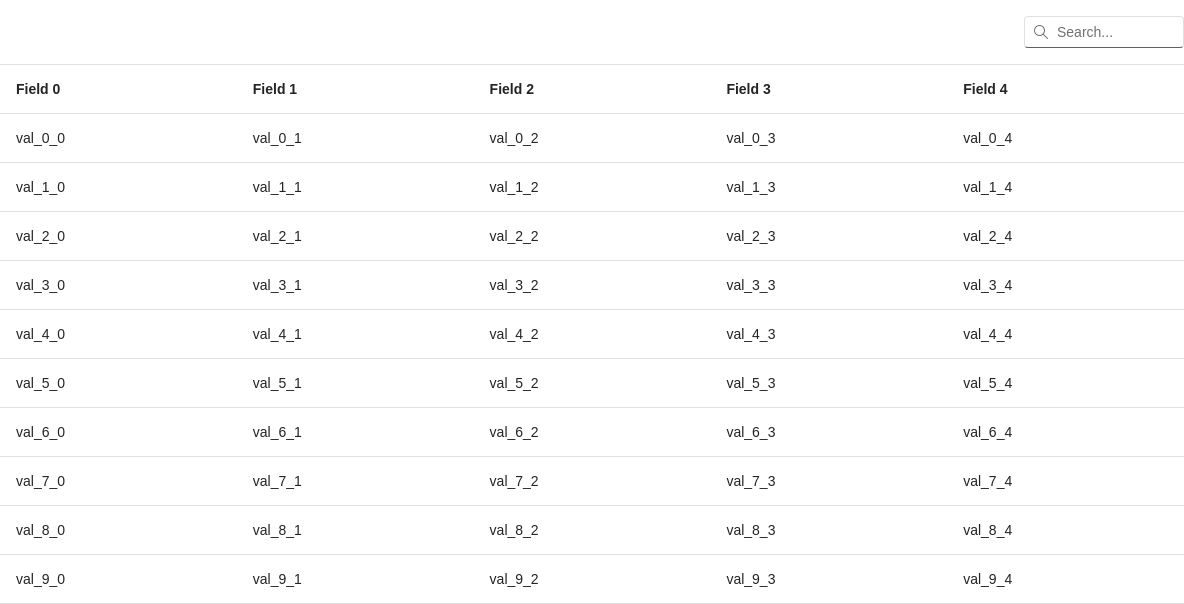 Search...
Field 0 Field 1 Field 2 Field 3 Field 4
val_0_0 val_0_1 val_0_2 val_0_3 val_0_4
val_1_0 val_1_1 val_1_2 val_1_3 val_1_4
val_2_0 val_2_1 val_2_2 val_2_3 val_2_4
val_3_0 val_3_1 val_3_2 val_3_3 val_3_4
val_4_0 val_4_1 val_4_2 val_4_3 val_4_4
val_5_0 val_5_1 val_5_2 val_5_3 val_5_4
val_6_0 val_6_1 val_6_2 val_6_3 val_6_4
val_7_0 val_7_1 val_7_2 val_7_3 val_7_4
val_8_0 val_8_1 val_8_2 val_8_3 val_8_4
val_9_0 val_9_1 val_9_2 val_9_3 val_9_4